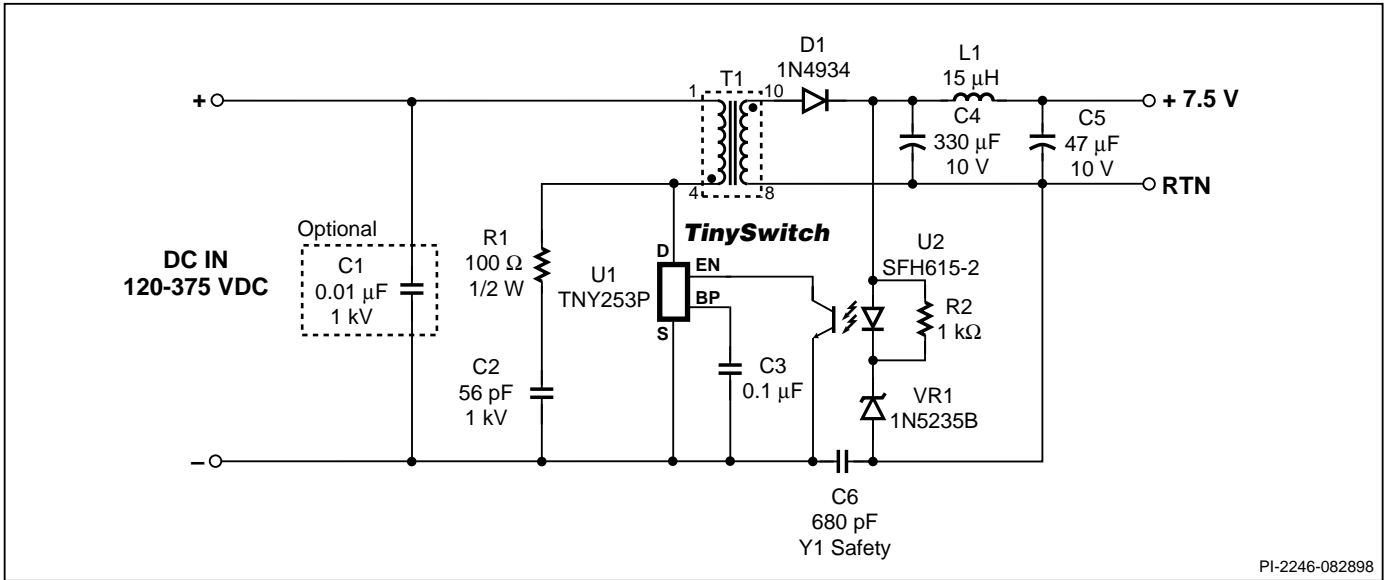 D1
1N4934
L1
15 µH
T1
+
1
10
+ 7.5 V
C4
330 µF
10 V
C5
47 µF
10 V
4
8
RTN
Optional
TinySwitch
DC IN
120-375 VDC
C1
0.01 µF
1 kV
R1
100 Ω
1/2 W
U1
TNY253P
D
EN
BP
S
U2
SFH615-2
R2
1 kΩ
C2
56 pF
1 kV
C3
0.1 µF
VR1
1N5235B
–
C6
680 pF
Y1 Safety
PI-2246-082898